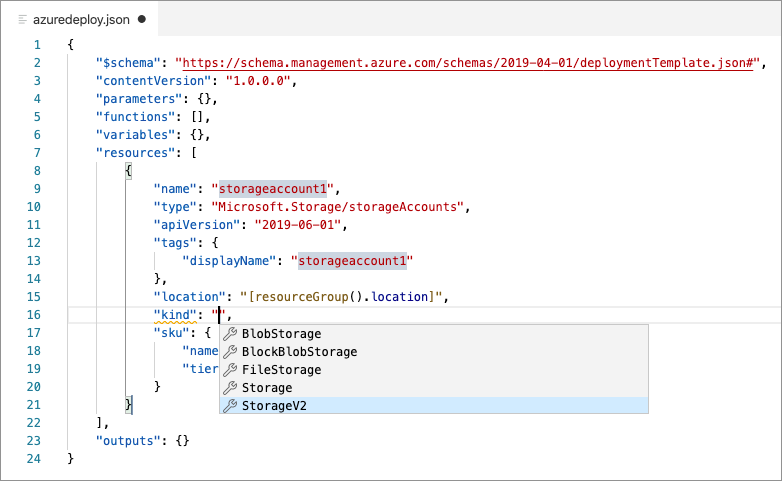 azuredeploy.json
1 {
2 "$schema": "https://schema.management.azure.com/schemas/2019-04-01/deploymentTemplate.json#",
3 "contentVersion": "1.0.0.0",
4 "parameters": {},
5 "functions": [],
6 "variables": {},
7 "resources": [
8 {
9 "name": "storageaccount1",
10 "type": "Microsoft.Storage/storageAccounts",
11 "apiVersion": "2019-06-01",
12 "tags": {
13 "displayName": "storageaccount1"
14 },
15 "location": "[resourceGroup().location]",
16 "kind": "",
17 "sku": {
BlobStorage
18 "name
BlockBlobStorage
19 "tier
FileStorage
20 }
Storage
21 }
StorageV2
22 ],
23 "outputs": {}
24 }